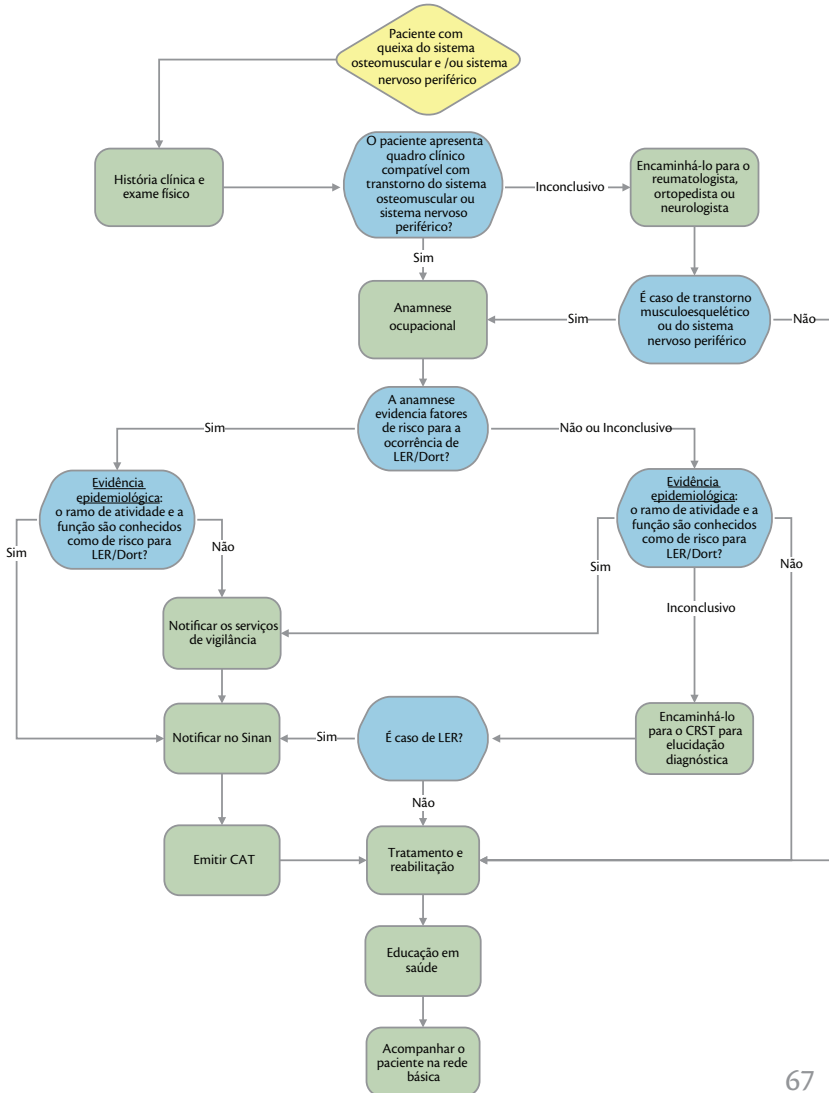 Paciente com
queixa do sistema
osteomuscular e /ou sistema
nervoso periférico
História clínica e
exame físico
O paciente apresenta
quadro clínico
compatível com
transtorno do sistema
osteomuscular ou
sistema nervoso
periférico?
Inconclusivo
Encaminhá-lo para o
reumatologista,
ortopedista ou
neurologista
Sim
Anamnese
ocupacional
Sim
É caso de transtorno
musculoesquelético
ou do sistema
nervoso periférico
Não
A anamnese
evidencia fatores
de risco para a
ocorrência de
LER/Dort?
Sim
Não ou Inconclusivo
Evidência
epidemiológica:
o ramo de atividade e a
função são conhecidos
como de risco para
LER/Dort?
Sim
Não
Evidência
epidemiológica:
o ramo de atividade e a
função são conhecidos
como de risco para
LER/Dort?
Sim
Não
Inconclusivo
Notificar os serviços
de vigilância
Notificar no Sinan
Sim
É caso de LER?
Encaminhá-lo
para o CRST para
elucidação
diagnóstica
Não
Emitir CAT
Tratamento e
reabilitação
Educação em
saúde
Acompanhar o
paciente na rede
básica
67